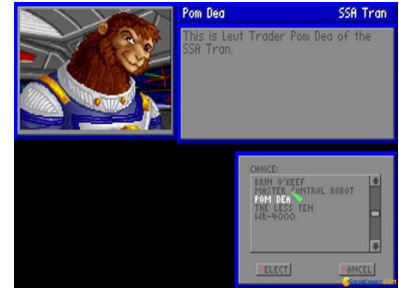 Pom Dea SSA Tran
This is Leut Trader Pom Dea of the
SSA Tran.
CHOICE:
BRIN O'KEEF
MASTER CONTROL ROBOT
POM DEA
THE LESS TEN
WR-4000
SELECT CANCEL